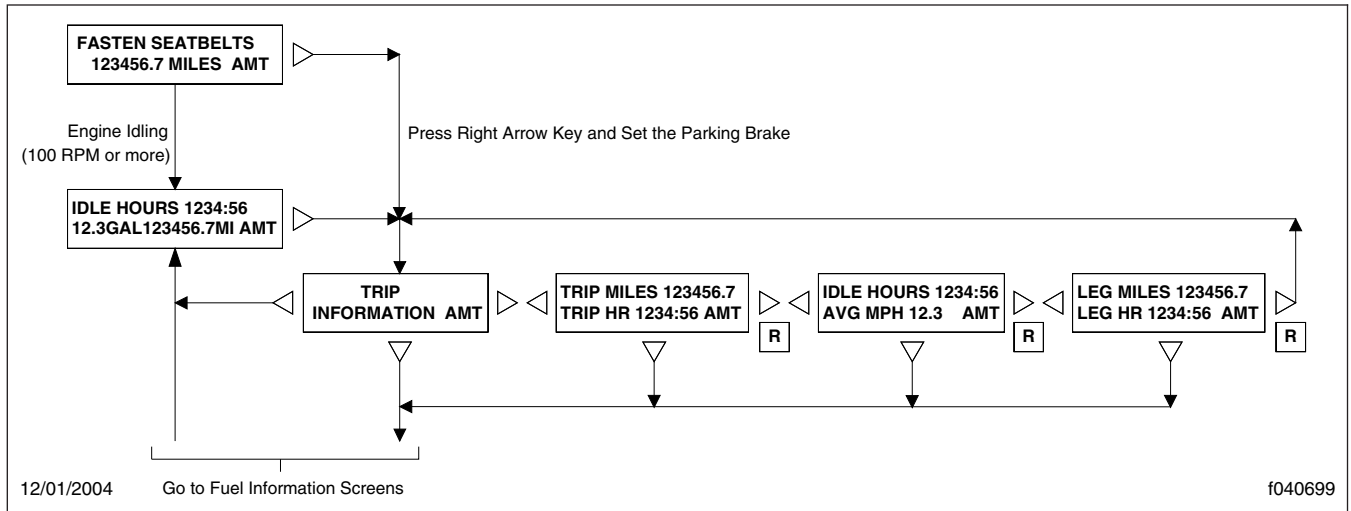 FASTEN SEATBELTS
123456.7 MILES AMT
Engine Idling
(100 RPM or more)
Press Right Arrow Key and Set the Parking Brake
IDLE HOURS 1234:56
12.3GAL123456.7MI AMT
TRIP
INFORMATION AMT
TRIP MILES 123456.7
TRIP HR 1234:56 AMT
R
IDLE HOURS 1234:56
AVG MPH 12.3 AMT
R
LEG MILES 123456.7
LEG HR 1234:56 AMT
R
12/01/2004
Go to Fuel Information Screens
f040699